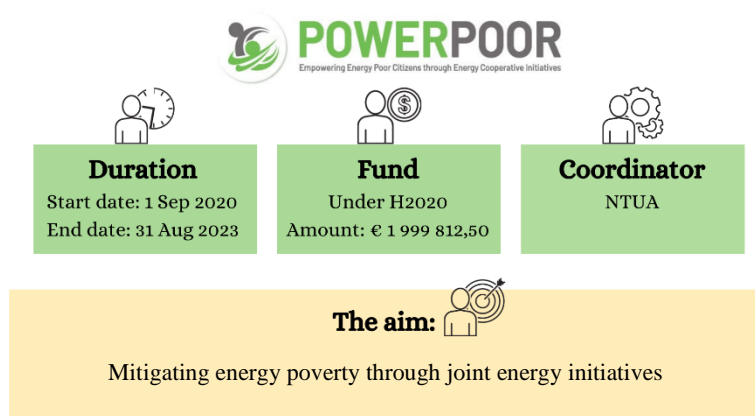 POWERPOOR
Empowering Energy Poor Citizens through Energy Cooperative Initiatives
Duration
Start date: 1 Sep 2020
End date: 31 Aug 2023
Fund
Under H2020
Amount: € 1 999 812,50
Coordinator
NTUA
The aim:
Mitigating energy poverty through joint energy initiatives